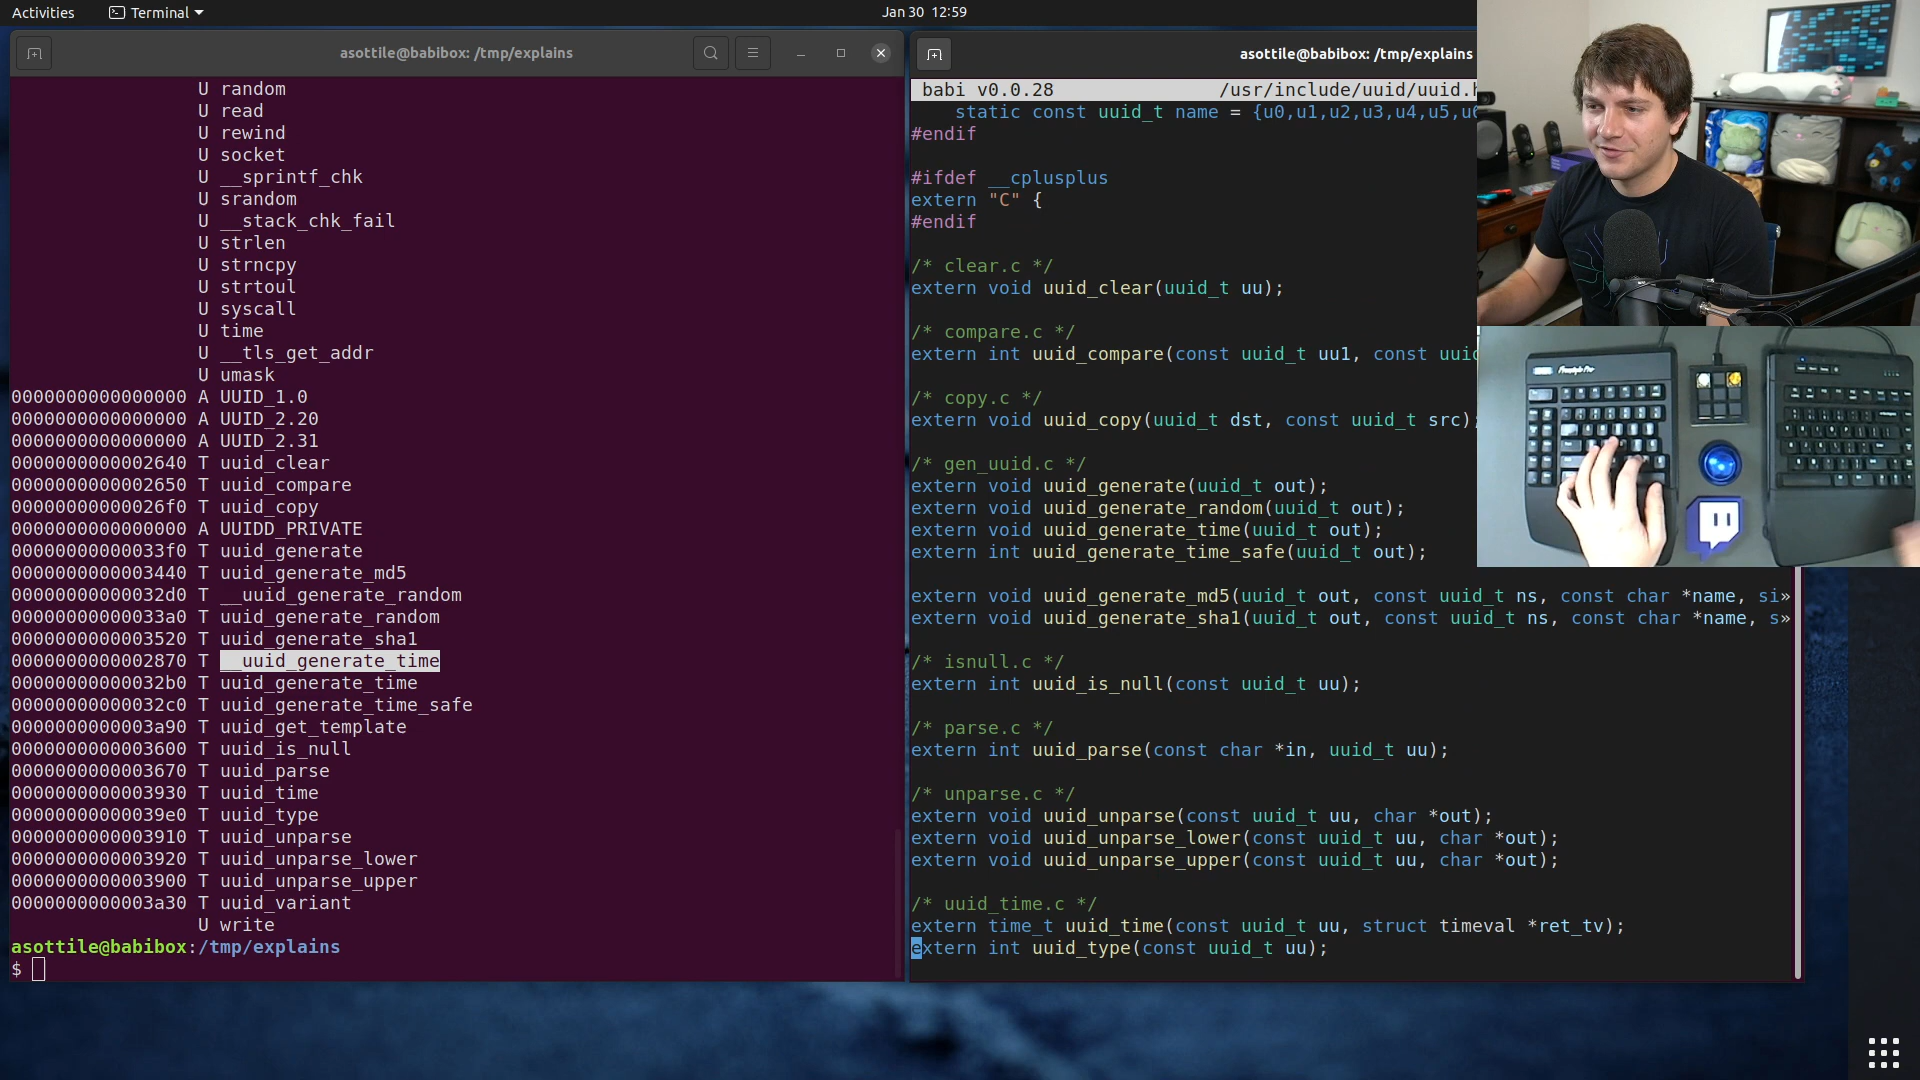 Activities
Terminal
Jan 30 12:59
asottile@babibox: /tmp/explains
U random
U read
U rewind
U socket
U __sprintf_chk
U srandom
U __stack_chk_fail
U strlen
U strncpy
U strtoul
U syscall
U time
U __tls_get_addr
U umask
0000000000000000 A UUID_1.0
0000000000000000 A UUID_2.20
0000000000000000 A UUID_2.31
0000000000002640 T uuid_clear
0000000000002650 T uuid_compare
00000000000026f0 T uuid_copy
0000000000000000 A UUIDD_PRIVATE
00000000000033f0 T uuid_generate
0000000000003440 T uuid_generate_md5
00000000000032d0 T __uuid_generate_random
00000000000033a0 T uuid_generate_random
0000000000003520 T uuid_generate_sha1
0000000000002870 T __uuid_generate_time
00000000000032b0 T uuid_generate_time
00000000000032c0 T uuid_generate_time_safe
0000000000003a90 T uuid_get_template
0000000000003600 T uuid_is_null
0000000000003670 T uuid_parse
0000000000003930 T uuid_time
00000000000039e0 T uuid_type
0000000000003910 T uuid_unparse
0000000000003920 T uuid_unparse_lower
0000000000003900 T uuid_unparse_upper
0000000000003a30 T uuid_variant
U write
asottile@babibox:/tmp/explains
$
asottile@babibox: /tmp/explains
babi v0.0.28 /usr/include/uuid/uuid.h
static const uuid_t name = {u0,u1,u2,u3,u4,u5,u6
#endif
#ifdef __cplusplus
extern "C" {
#endif
/* clear.c */
extern void uuid_clear(uuid_t uu);
/* compare.c */
extern int uuid_compare(const uuid_t uu1, const uuid
/* copy.c */
extern void uuid_copy(uuid_t dst, const uuid_t src);
/* gen_uuid.c */
extern void uuid_generate(uuid_t out);
extern void uuid_generate_random(uuid_t out);
extern void uuid_generate_time(uuid_t out);
extern int uuid_generate_time_safe(uuid_t out);
extern void uuid_generate_md5(uuid_t out, const uuid_t ns, const char *name, si»
extern void uuid_generate_sha1(uuid_t out, const uuid_t ns, const char *name, s»
/* isnull.c */
extern int uuid_is_null(const uuid_t uu);
/* parse.c */
extern int uuid_parse(const char *in, uuid_t uu);
/* unparse.c */
extern void uuid_unparse(const uuid_t uu, char *out);
extern void uuid_unparse_lower(const uuid_t uu, char *out);
extern void uuid_unparse_upper(const uuid_t uu, char *out);
/* uuid_time.c */
extern time_t uuid_time(const uuid_t uu, struct timeval *ret_tv);
extern int uuid_type(const uuid_t uu);
Freestyle Pro